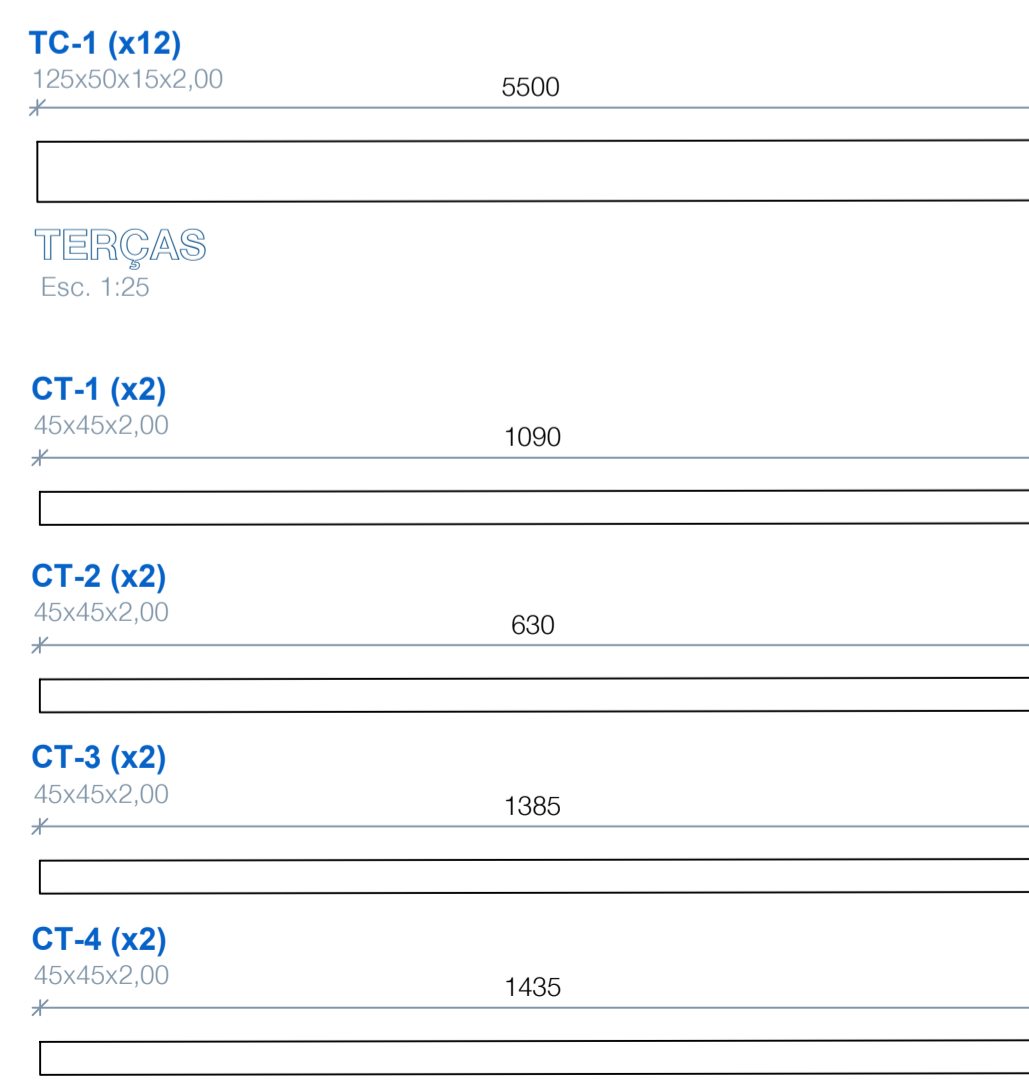 TC-1 (x12)
125x50x15x2,00
5500
TERÇAS
Esc. 1:25
CT-1 (x2)
45x45x2,00
1090
CT-2 (x2)
45x45x2,00
630
CT-3 (x2)
45x45x2,00
1385
CT-4 (x2)
45x45x2,00
1435